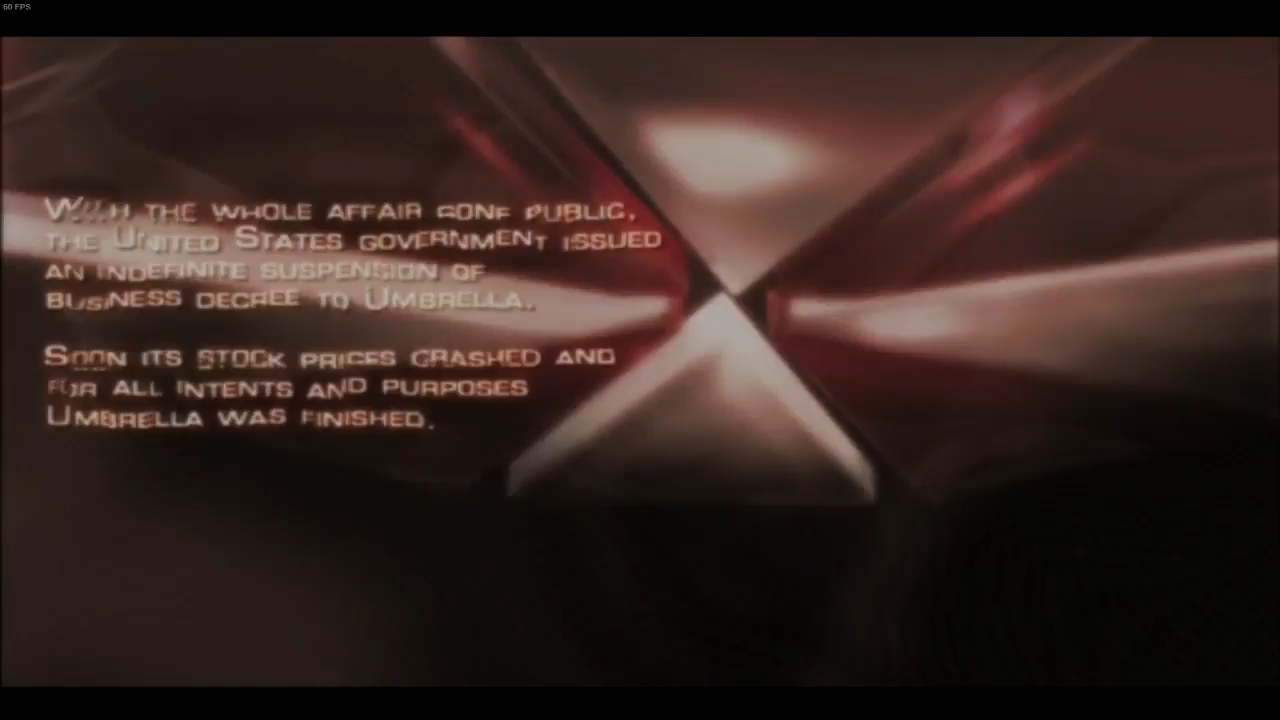 60 FPS
With the whole affair gone public,
the United States government issued
an indefinite suspension of
business decree to Umbrella.
Soon its stock prices crashed and
for all intents and purposes
Umbrella was finished.